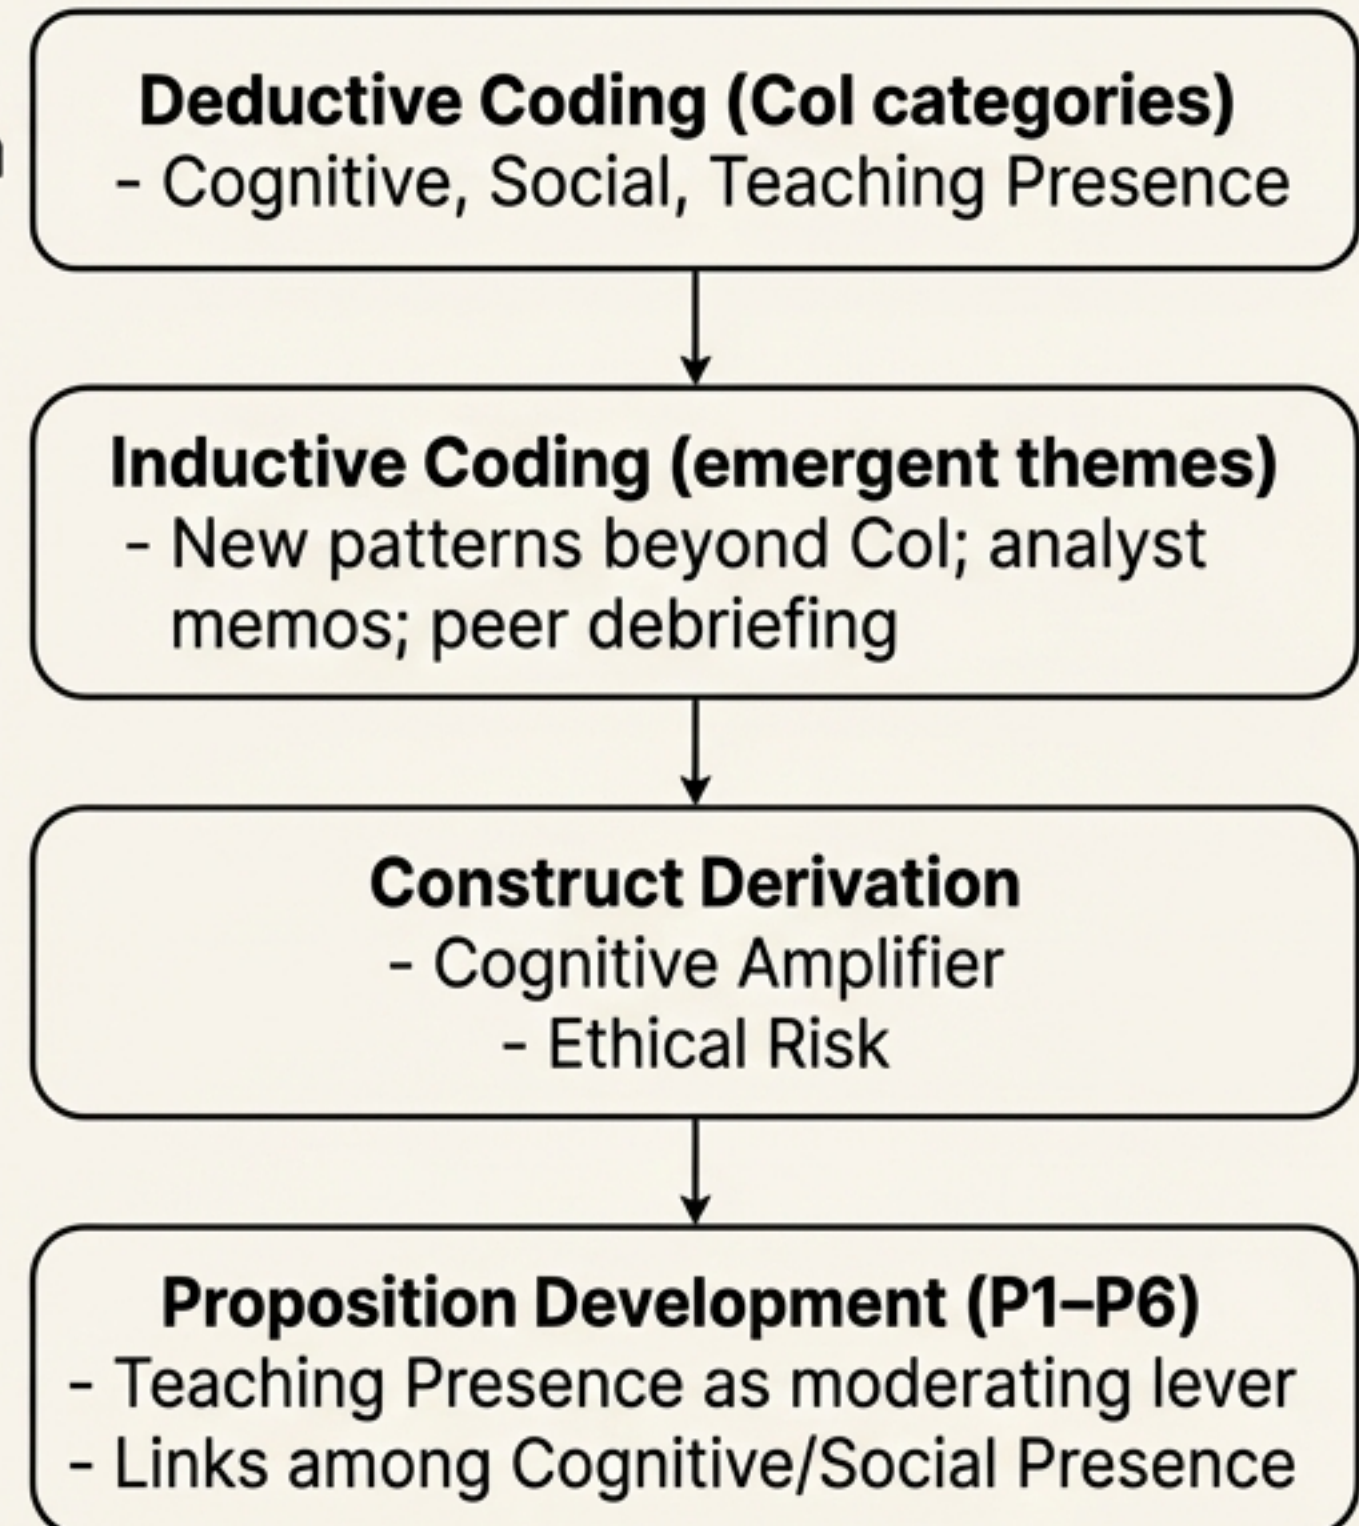 Deductive Coding (CoI categories)
- Cognitive, Social, Teaching Presence
Inductive Coding (emergent themes)
- New patterns beyond CoI; analyst
memos; peer debriefing
Construct Derivation
- Cognitive Amplifier
- Ethical Risk
Proposition Development (P1–P6)
- Teaching Presence as moderating lever
- Links among Cognitive/Social Presence